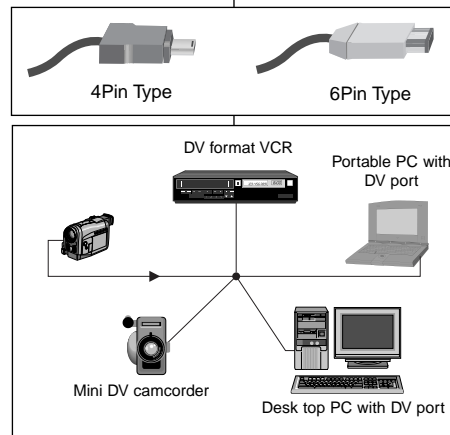 4Pin Type
6Pin Type
DV format VCR
Portable PC with
DV port
Mini DV camcorder
Desk top PC with DV port